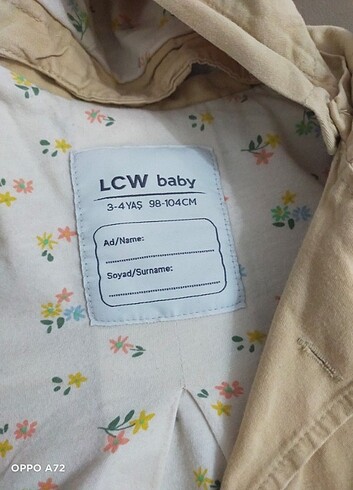 LCW baby
3-4YAŞ 98-104CM
Ad/Name:
Soyad/Surname:
OPPO A72